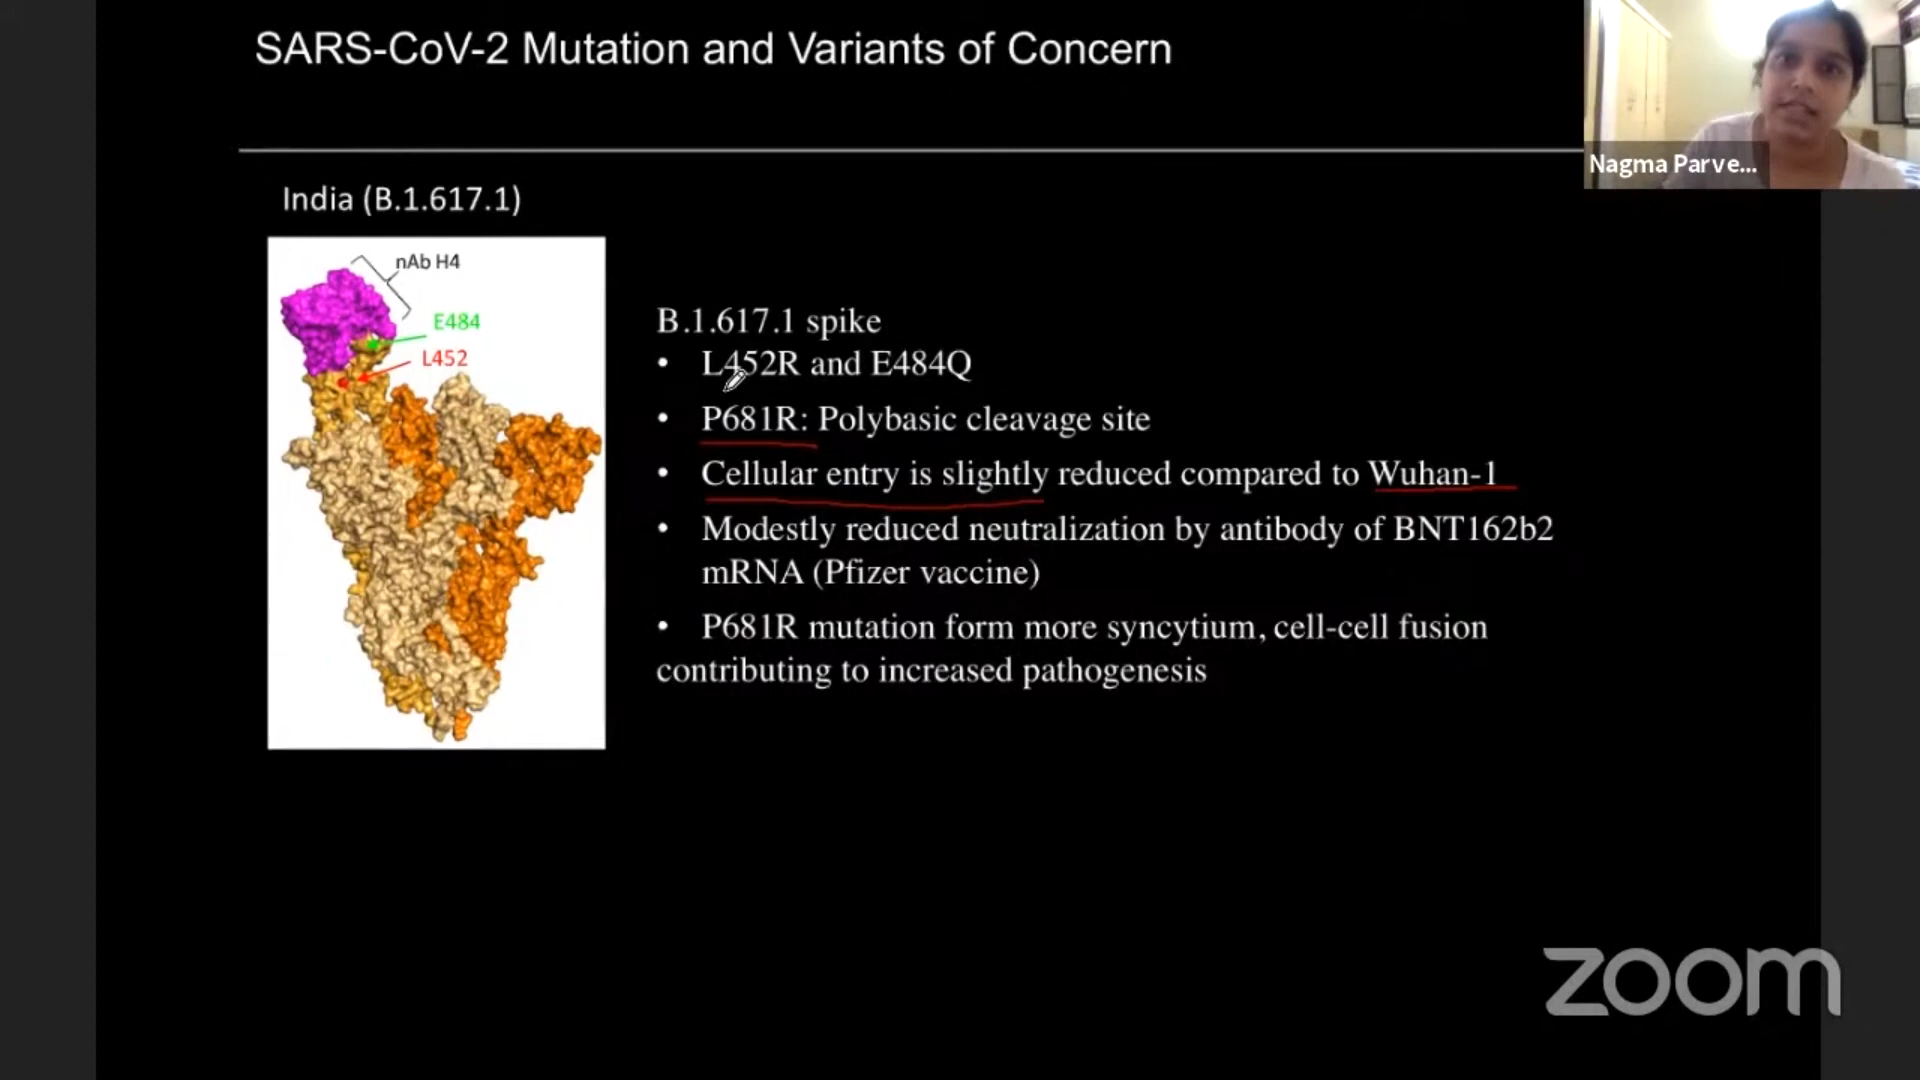 SARS-CoV-2 Mutation and Variants of Concern
Nagma Parve...
India (B.1.617.1)
nAb H4
E484
L452
B.1.617.1 spike
• L452R and E484Q
• P681R: Polybasic cleavage site
• Cellular entry is slightly reduced compared to Wuhan-1
• Modestly reduced neutralization by antibody of BNT162b2
mRNA (Pfizer vaccine)
• P681R mutation form more syncytium, cell-cell fusion
contributing to increased pathogenesis
zoom